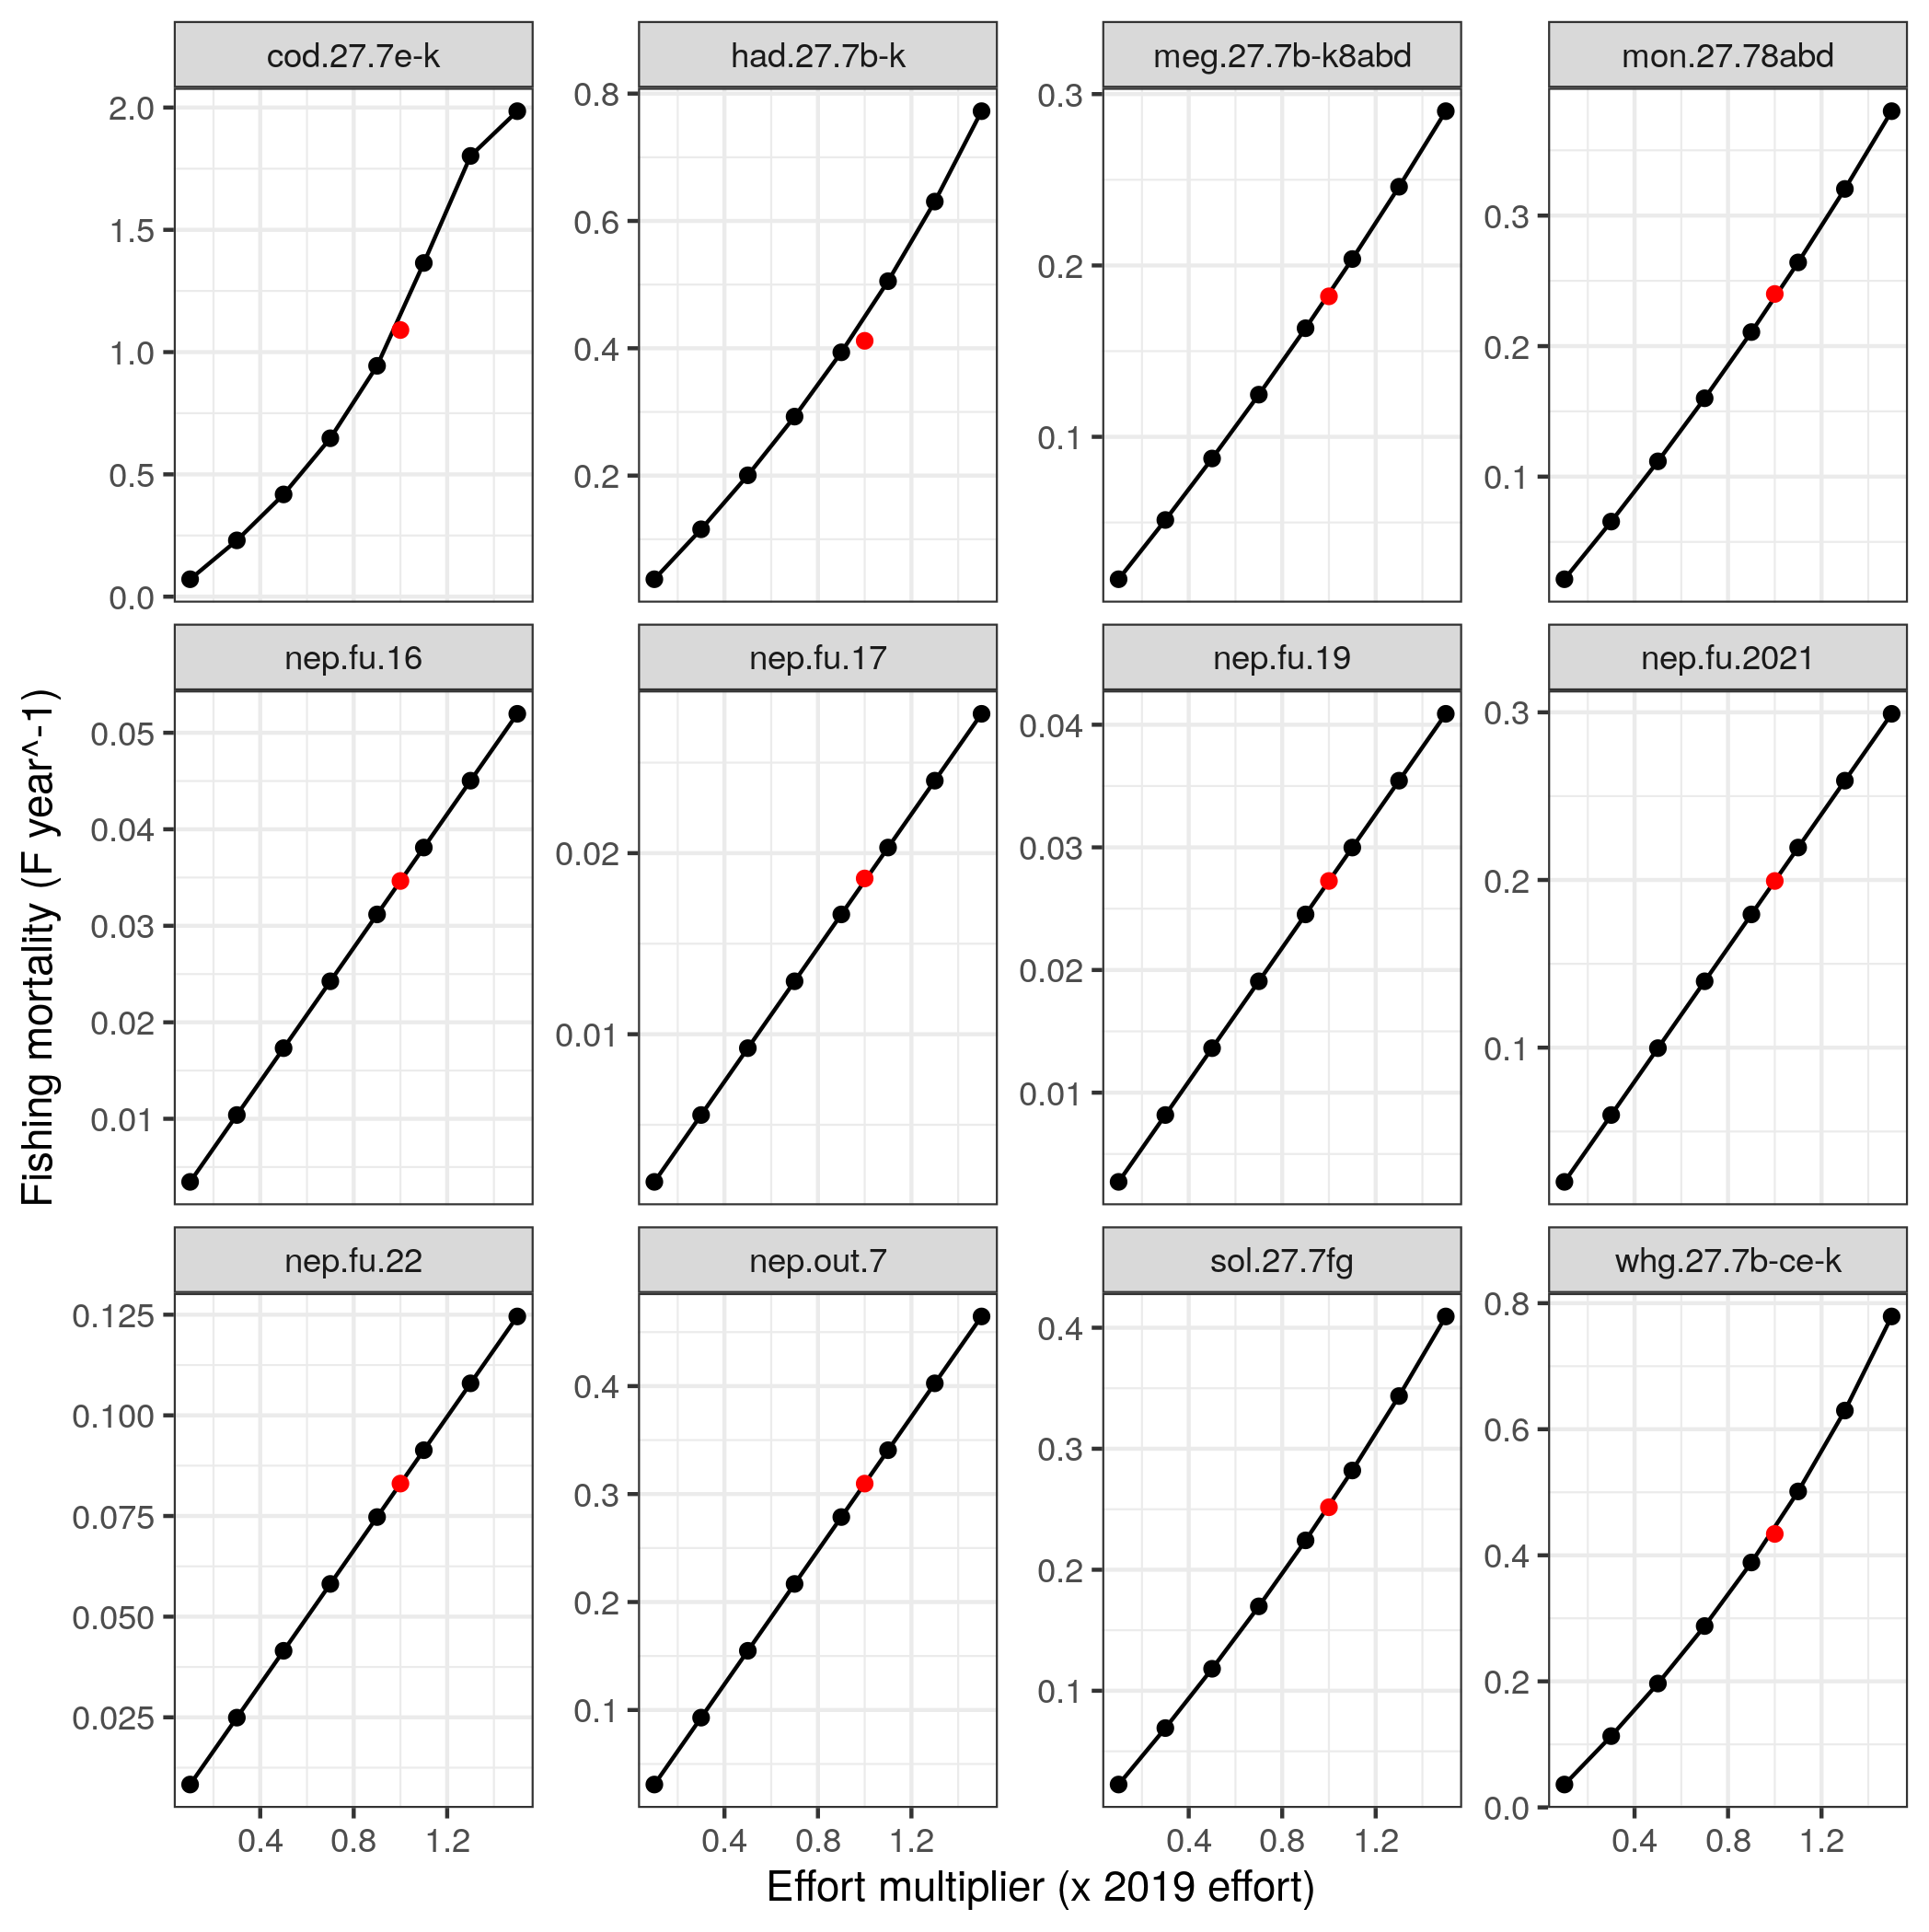 cod.27.7e-k
had.27.7b-k
meg.27.7b-k8abd
mon.27.78abd
2.0
1.5
1.0
0.5
0.0
0.8
0.6
0.4
0.2
0.3
0.2
0.1
0.3
0.2
0.1
nep.fu.16
nep.fu.17
nep.fu.19
nep.fu.2021
0.05
0.04
0.03
0.02
0.01
0.02
0.01
0.04
0.03
0.02
0.01
0.3
0.2
0.1
nep.fu.22
nep.out.7
sol.27.7fg
whg.27.7b-ce-k
0.125
0.100
0.075
0.050
0.025
0.4
0.3
0.2
0.1
0.4
0.3
0.2
0.1
0.8
0.6
0.4
0.2
0.0
0.4 0.8 1.2
0.4 0.8 1.2
0.4 0.8 1.2
0.4 0.8 1.2
Effort multiplier (x 2019 effort)
Fishing mortality (F year^-1)